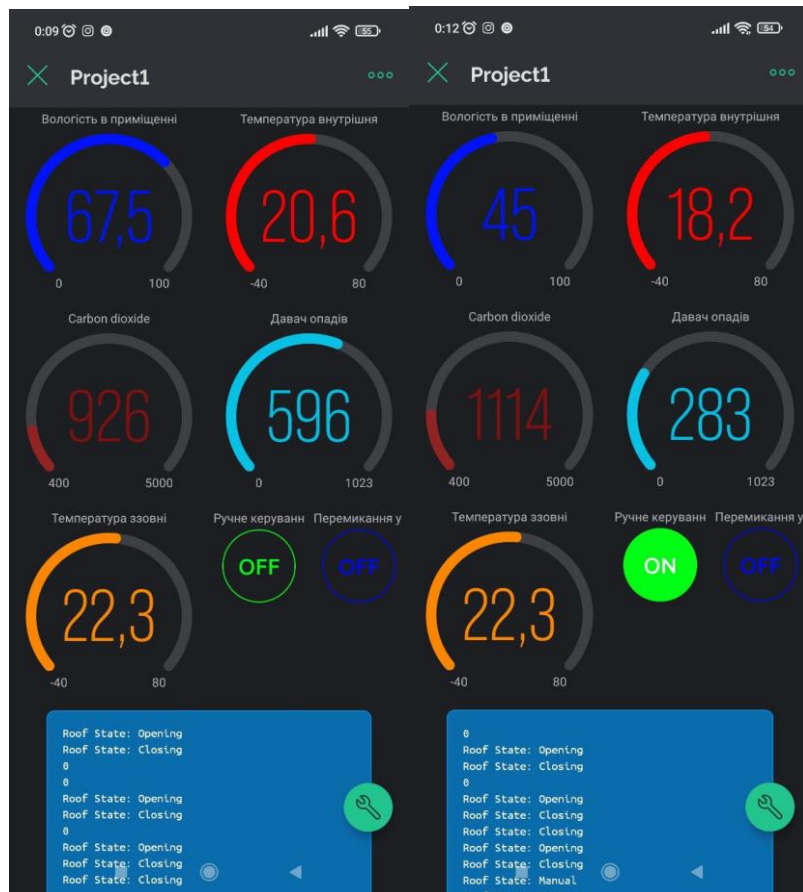 0:09
55
Project1
Вологість в приміщенні
Температура внутрішня
67,5
20,6
0
100
-40
80
Carbon dioxide
Давач опадів
926
596
400
5000
0
1023
Температура ззовні
Ручне керуванн
Перемикання у
22,3
OFF
OFF
-40
80
Roof State: Opening
Roof State: Closing
0
0
Roof State: Opening
Roof State: Closing
0
Roof State: Opening
Roof State: Closing
Roof State: Closing
0:12
54
Project1
Вологість в приміщенні
Температура внутрішня
45
18,2
0
100
-40
80
Carbon dioxide
Давач опадів
1114
283
400
5000
0
1023
Температура ззовні
Ручне керуванн
Перемикання у
22,3
ON
OFF
-40
80
0
Roof State: Opening
Roof State: Closing
0
Roof State: Opening
Roof State: Closing
Roof State: Closing
Roof State: Opening
Roof State: Closing
Roof State: Manual